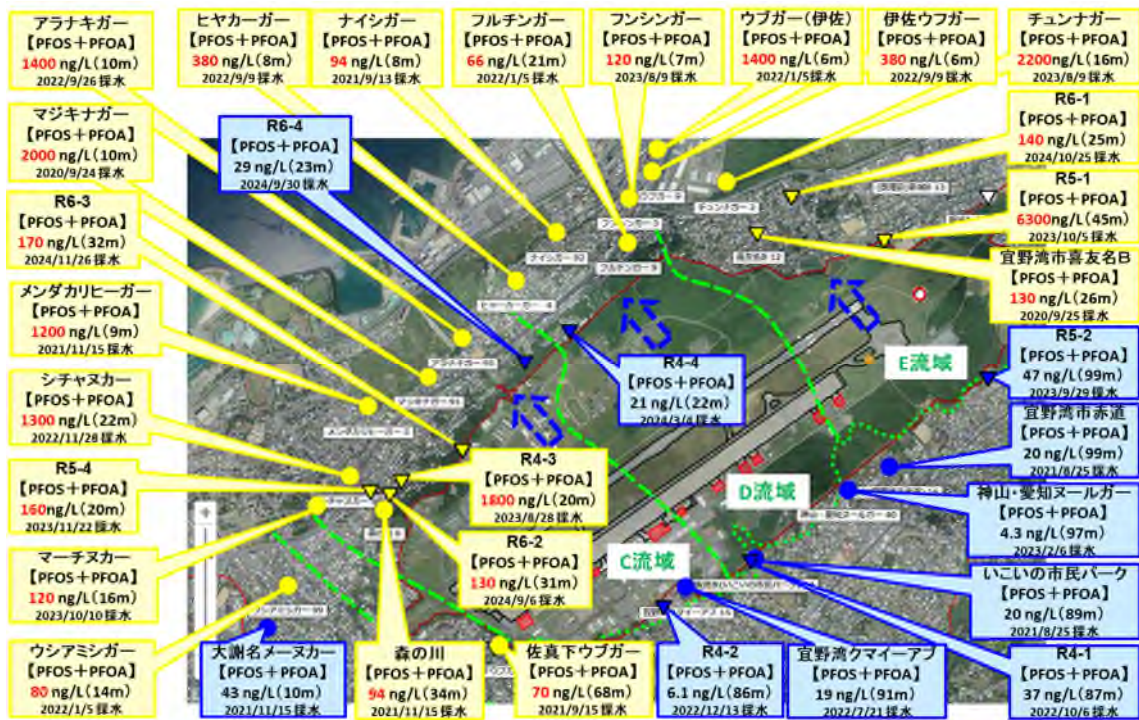 アラナキガー
【PFOS+PFOA】
1400 ng/L(10m)
2022/9/26 採水
ヒヤカーガー
【PFOS+PFOA】
380 ng/L(8m)
2022/9/9 採水
ナイシガー
【PFOS+PFOA】
94 ng/L(8m)
2021/9/13 採水
フルチンガー
【PFOS+PFOA】
66 ng/L(21m)
2022/1/5 採水
フンシンガー
【PFOS+PFOA】
120 ng/L(7m)
2023/8/9 採水
ウブガー(伊佐)
【PFOS+PFOA】
1400 ng/L(6m)
2022/1/5 採水
伊佐ウフガー
【PFOS+PFOA】
380 ng/L(6m)
2022/9/9 採水
チュンナガー
【PFOS+PFOA】
2200ng/L(16m)
2023/8/9 採水
マジキナガー
【PFOS+PFOA】
2000 ng/L(10m)
2020/9/24 採水
R6-4
【PFOS+PFOA】
29 ng/L(23m)
2024/9/30 採水
R6-1
【PFOS+PFOA】
140 ng/L(25m)
2024/10/25 採水
R6-3
【PFOS+PFOA】
170 ng/L(32m)
2024/11/26 採水
R5-1
【PFOS+PFOA】
6300ng/L(45m)
2023/10/5 採水
宜野湾市喜友名B
【PFOS+PFOA】
130 ng/L(26m)
2020/9/25 採水
メンダカリヒーガー
【PFOS+PFOA】
1200 ng/L(9m)
2021/11/15 採水
R4-4
【PFOS+PFOA】
21 ng/L(22m)
2024/3/4 採水
R5-2
【PFOS+PFOA】
47 ng/L(99m)
2023/9/29 採水
シチャヌカー
【PFOS+PFOA】
1300 ng/L(22m)
2022/11/28 採水
宜野湾市赤道
【PFOS+PFOA】
20 ng/L(99m)
2021/8/25 採水
R5-4
【PFOS+PFOA】
160ng/L(20m)
2023/11/22 採水
R4-3
【PFOS+PFOA】
1800 ng/L(20m)
2023/8/28 採水
神山・愛知ヌールガー
【PFOS+PFOA】
4.3 ng/L(97m)
2023/2/6 採水
マーチヌカー
【PFOS+PFOA】
120 ng/L(16m)
2023/10/10 採水
R6-2
【PFOS+PFOA】
130 ng/L(31m)
2024/9/6 採水
いこいの市民パーク
【PFOS+PFOA】
20 ng/L(89m)
2021/8/25 採水
ウシアミシガー
【PFOS+PFOA】
80 ng/L(14m)
2022/1/5 採水
大謝名メーヌカー
【PFOS+PFOA】
43 ng/L(10m)
2021/11/15 採水
森の川
【PFOS+PFOA】
94 ng/L(34m)
2021/11/15 採水
佐真下ウブガー
【PFOS+PFOA】
70 ng/L(68m)
2021/9/15 採水
R4-2
【PFOS+PFOA】
6.1 ng/L(86m)
2022/12/13 採水
宜野湾クマイーアブ
【PFOS+PFOA】
19 ng/L(91m)
2022/7/21 採水
R4-1
【PFOS+PFOA】
37 ng/L(87m)
2022/10/6 採水
E流域
D流域
C流域